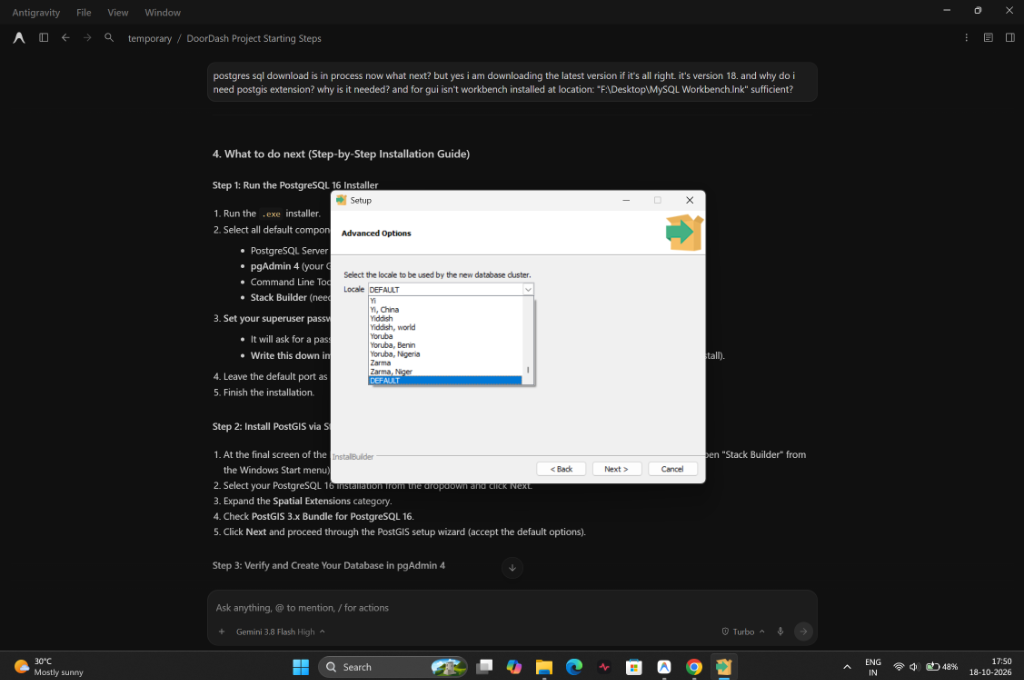 Antigravity File View Window
temporary / DoorDash Project Starting Steps
postgres sql download is in process now what next? but yes i am downloading the latest version if it's all right. it's version 18. and why do i
need postgis extension? why is it needed? and for gui isn't workbench installed at location: "F:\Desktop\MySQL Workbench.lnk" sufficient?
4. What to do next (Step-by-Step Installation Guide)
Step 1: Run the PostgreSQL 16 Installer
1. Run the .exe installer.
2. Select all default compon
PostgreSQL Server
pgAdmin 4 (your G
Command Line Too
Stack Builder (need
3. Set your superuser passw
It will ask for a pass
Write this down im
stall).
4. Leave the default port as
5. Finish the installation.
Step 2: Install PostGIS via St
1. At the final screen of the
pen "Stack Builder" from
the Windows Start menu)
2. Select your PostgreSQL 16 installation from the dropdown and click Next.
3. Expand the Spatial Extensions category.
4. Check PostGIS 3.x Bundle for PostgreSQL 16.
5. Click Next and proceed through the PostGIS setup wizard (accept the default options).
Step 3: Verify and Create Your Database in pgAdmin 4
Setup
Advanced Options
Select the locale to be used by the new database cluster.
Locale DEFAULT
Yi
Yi, China
Yiddish
Yiddish, world
Yoruba
Yoruba, Benin
Yoruba, Nigeria
Zarma
Zarma, Niger
DEFAULT
InstallBuilder
< Back Next > Cancel
Ask anything, @ to mention, / for actions
+ Gemini 3.8 Flash High
Turbo
30°C
Mostly sunny
Search
ENG
IN
48%
17:50
18-10-2026